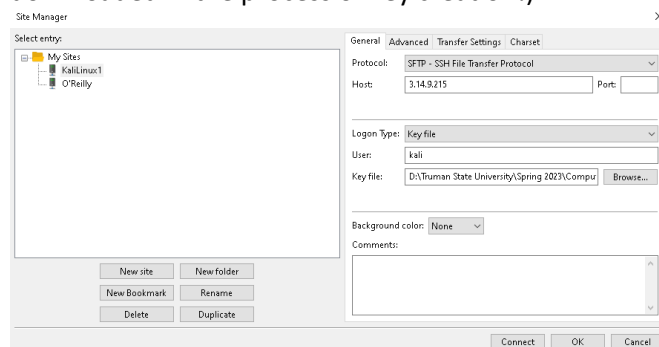 Site Manager
Select entry:
My Sites
KaliLinux1
O'Reilly
New site New folder
New Bookmark Rename
Delete Duplicate
General Advanced Transfer Settings Charset
Protocol: SFTP - SSH File Transfer Protocol
Host: 3.14.9.215 Port:
Logon Type: Key file
User: kali
Key file: D:\Truman State University\Spring 2023\Compu Browse...
Background color: None
Comments:
Connect OK Cancel